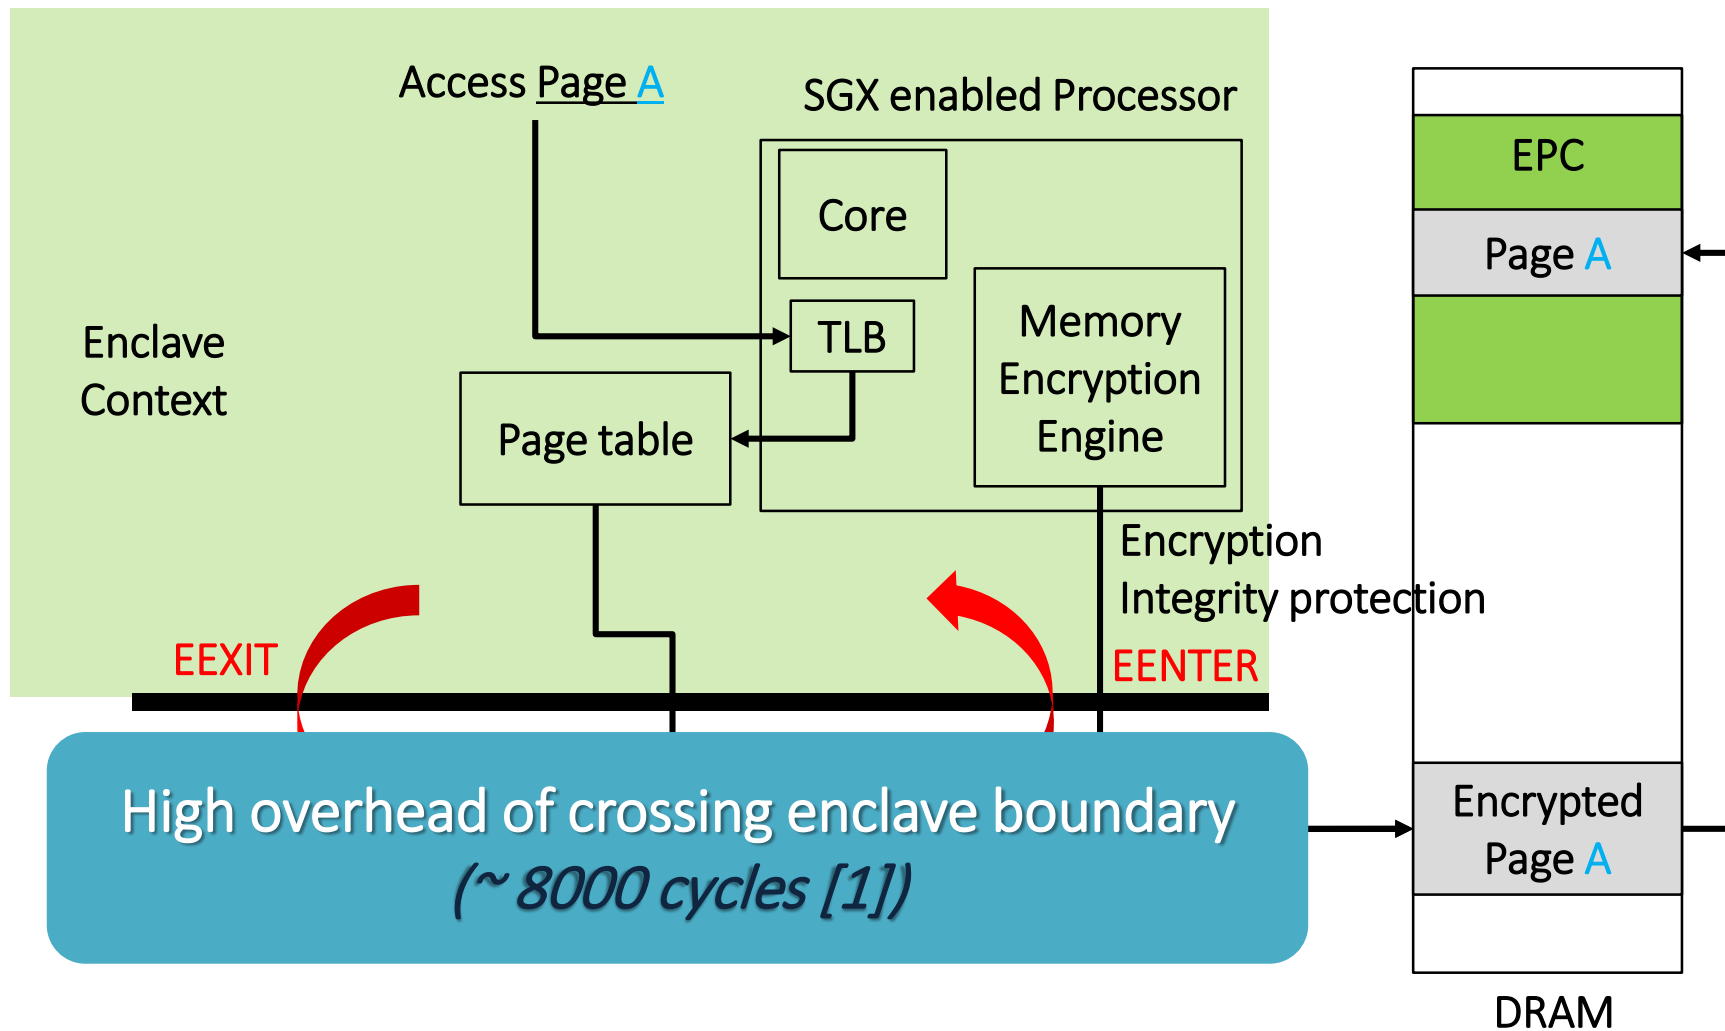 Access Page A
SGX enabled Processor
Core
TLB
Memory
Encryption
Engine
Page table
Enclave
Context
Encryption
Integrity protection
EEXIT
EENTER
High overhead of crossing enclave boundary
(~ 8000 cycles [1])
EPC
Page A
Encrypted
Page A
DRAM